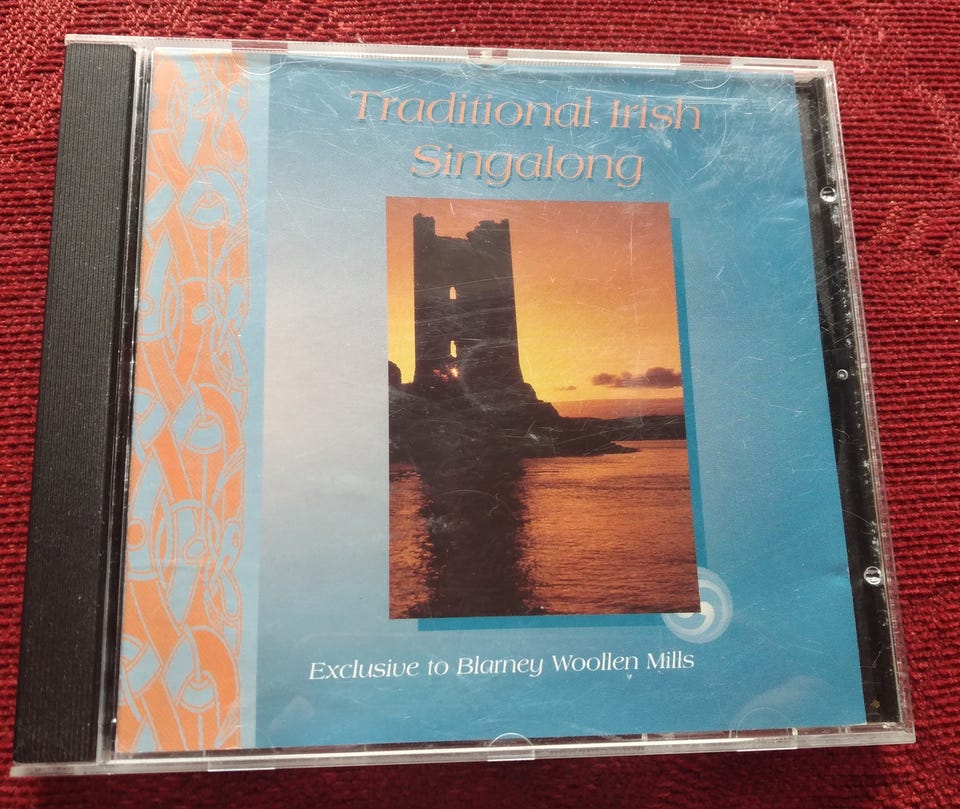 Traditional Irish
Singalong
Exclusive to Blarney Woollen Mills